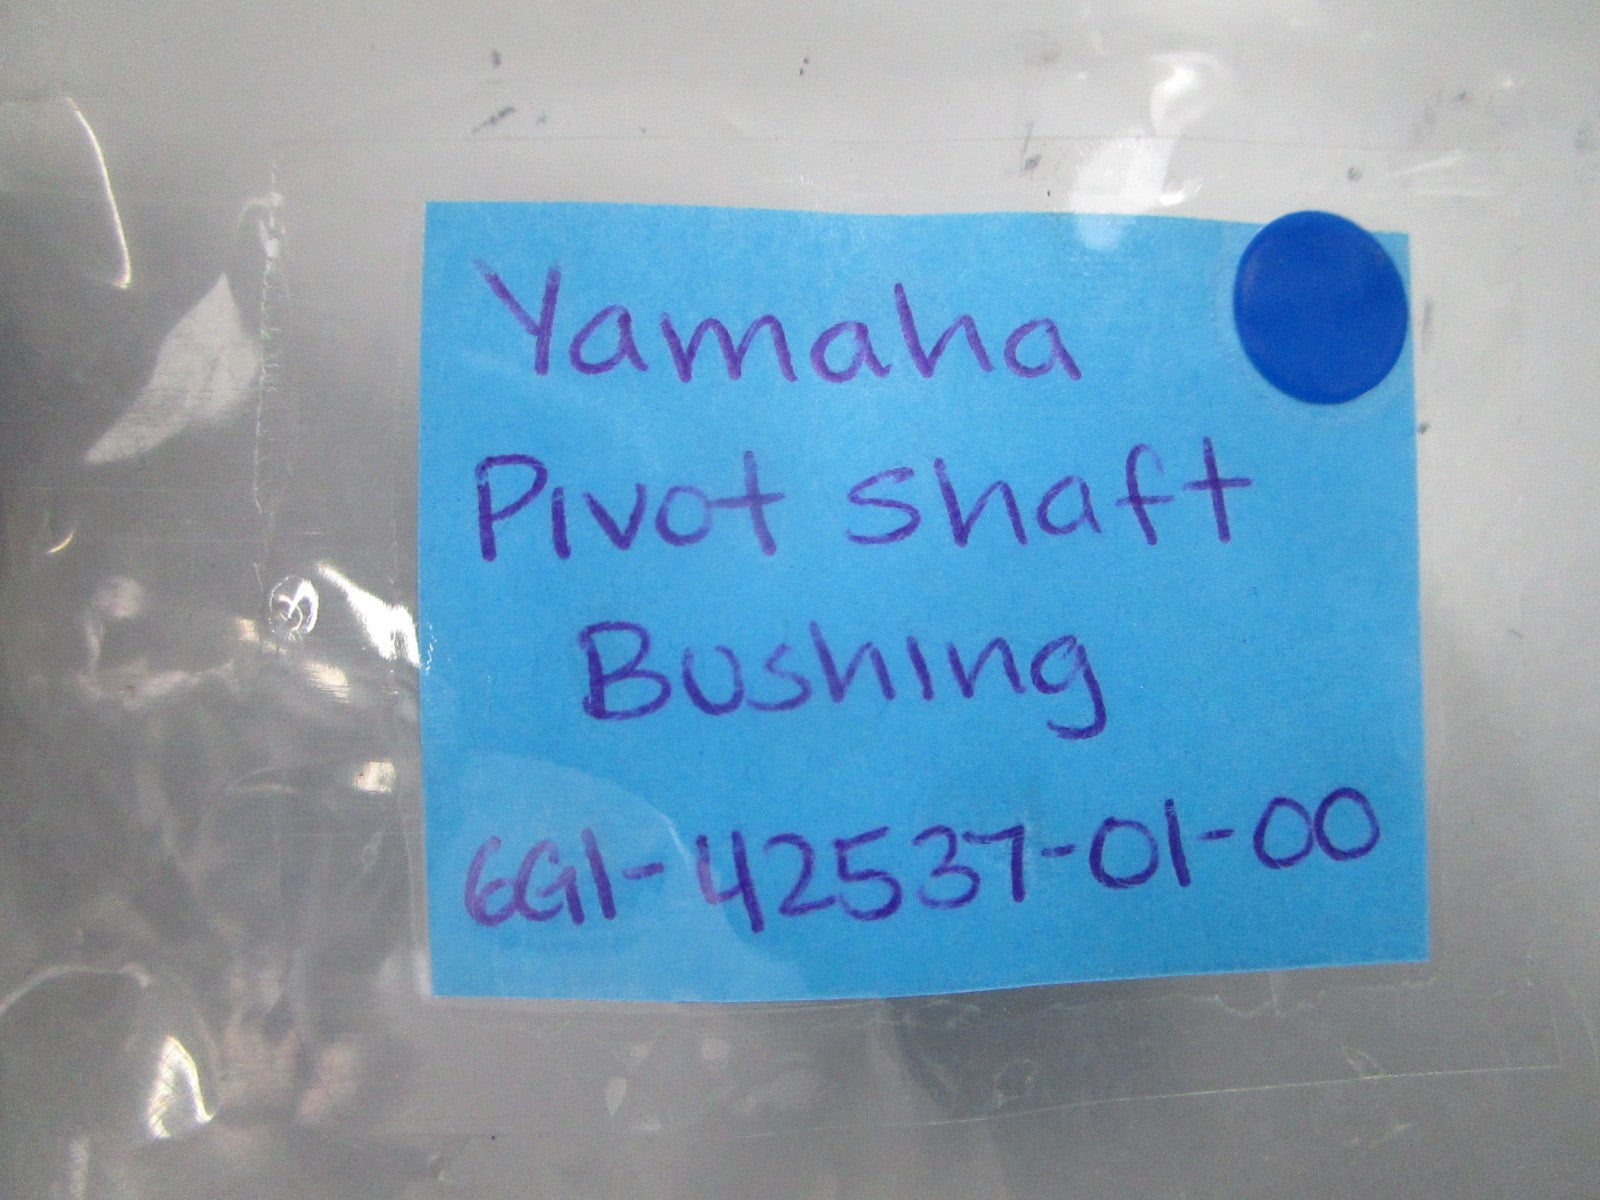 Yamaha
Pivot shaft
Bushing
6G1-42537-01-00